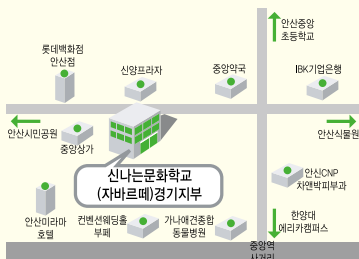 안산중앙
초등학교
롯데백화점
안산점
신양프라자
중앙약국
IBK기업은행
안산시민공원
중앙상가
안산식물원
신나는문화학교
(자바르떼)경기지부
안신CNP
차앤박피부과
안산미라마
호텔
컨벤션웨딩홀
부페
가나애견종합
동물병원
한양대
에리카캠퍼스
중앙역
사거리